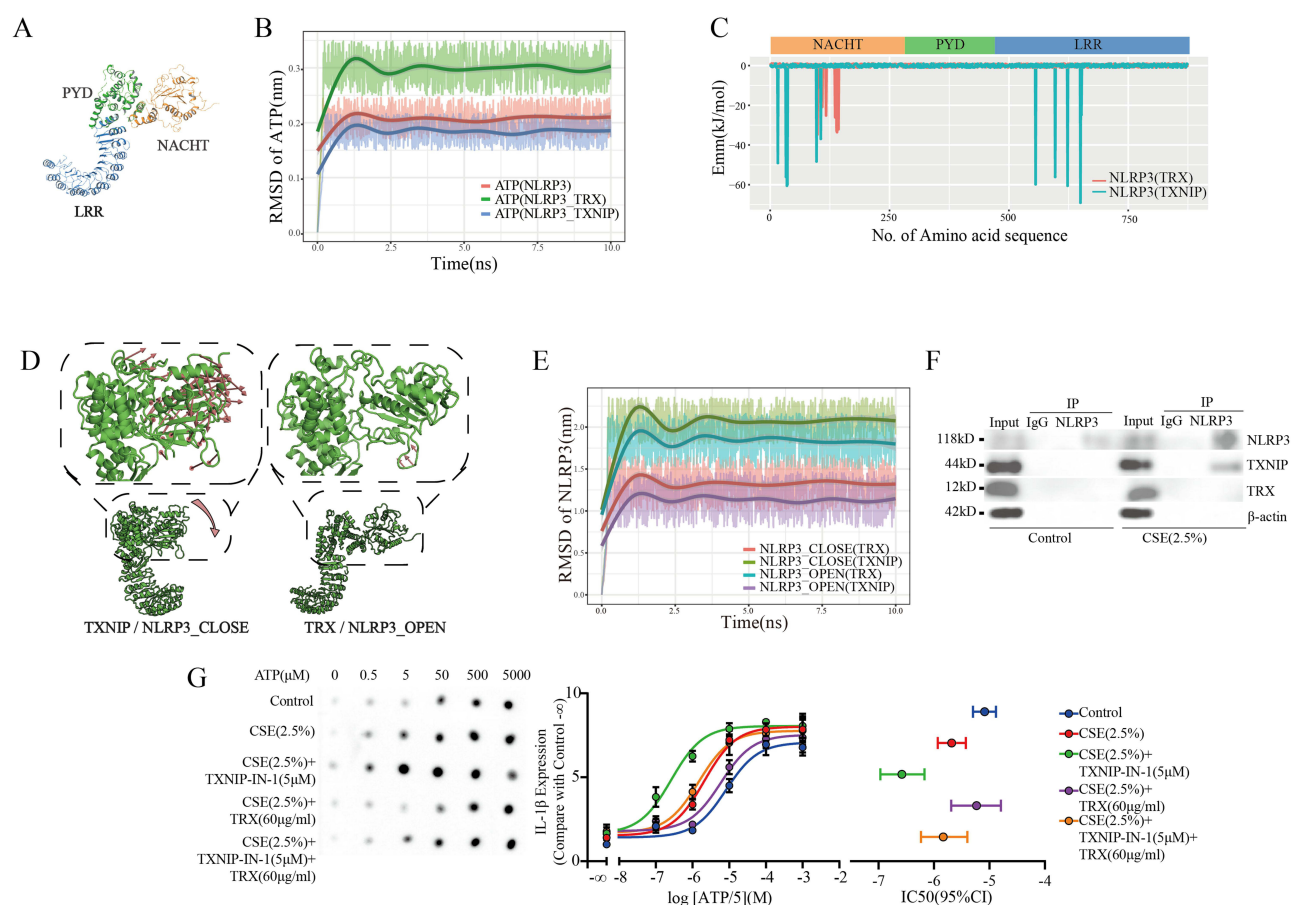 A
PYD
NACHT
LRR
B
RMSD of ATP(nm)
0.3
0.2
0.1
0.0
ATP(NLRP3)
ATP(NLRP3_TRX)
ATP(NLRP3_TXNIP)
0.0 2.5 5.0 7.5 10.0
Time(ns)
C
NACHT PYD LRR
Emm(kJ/mol)
0
-20
-40
-60
NLRP3(TRX)
NLRP3(TXNIP)
0 250 500 750
No. of Amino acid sequence
D
TXNIP / NLRP3_CLOSE
TRX / NLRP3_OPEN
E
RMSD of NLRP3(nm)
2.0
1.5
1.0
0.5
0.0
NLRP3_CLOSE(TRX)
NLRP3_CLOSE(TXNIP)
NLRP3_OPEN(TRX)
NLRP3_OPEN(TXNIP)
0.0 2.5 5.0 7.5 10.0
Time(ns)
F
IP IP
Input IgG NLRP3 Input IgG NLRP3
118kD NLRP3
44kD TXNIP
12kD TRX
42kD β-actin
Control CSE(2.5%)
G
ATP(μM) 0 0.5 5 50 500 5000
Control
CSE(2.5%)
CSE(2.5%)+
TXNIP-IN-1(5μM)
CSE(2.5%)+
TRX(60μg/ml)
CSE(2.5%)+
TXNIP-IN-1(5μM)+
TRX(60μg/ml)
IL-1β Expression
(Compare with Control -∞)
10
5
0
-∞ -8 -7 -6 -5 -4 -3 -2
log [ATP/5](M)
-7 -6 -5 -4
IC50(95%CI)
Control
CSE(2.5%)
CSE(2.5%)+
TXNIP-IN-1(5μM)
CSE(2.5%)+
TRX(60μg/ml)
CSE(2.5%)+
TXNIP-IN-1(5μM)+
TRX(60μg/ml)